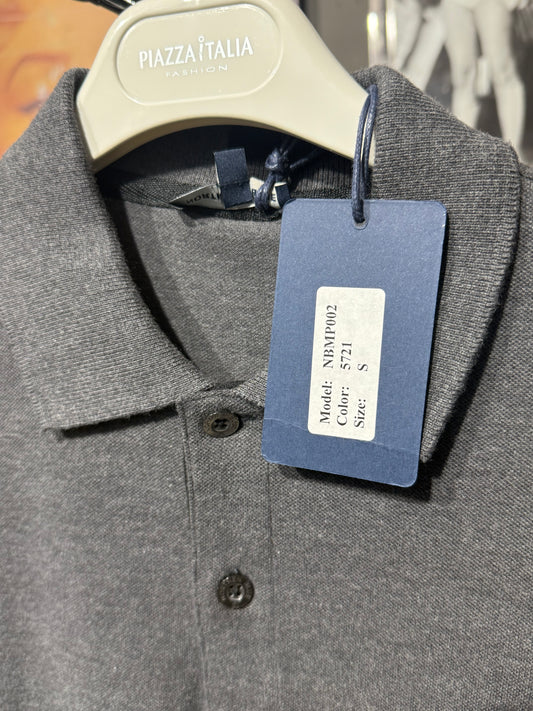 PIAZZA iTALIA
FASHION
Model: NBMP002
Color: 5721
Size: S